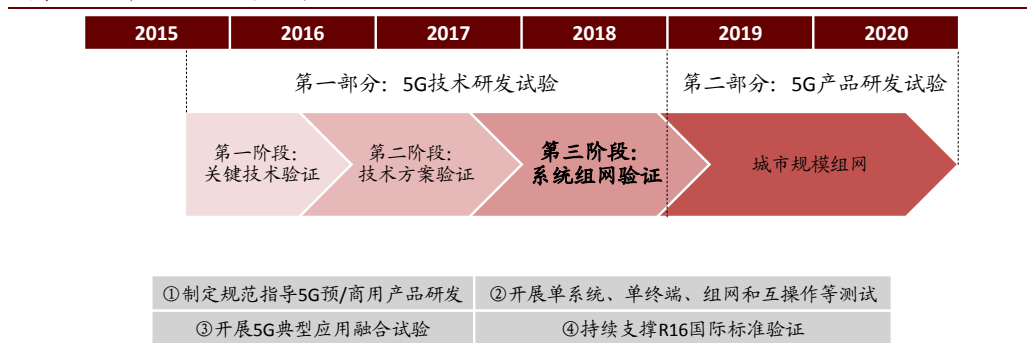 2015 2016 2017 2018 2019 2020
第一部分：5G技术研发试验 第二部分：5G产品研发试验
第一阶段：
关键技术验证
第二阶段：
技术方案验证
第三阶段：
系统组网验证
城市规模组网
①制定规范指导5G预/商用产品研发 ②开展单系统、单终端、组网和互操作等测试
③开展5G典型应用融合试验 ④持续支撑R16国际标准验证